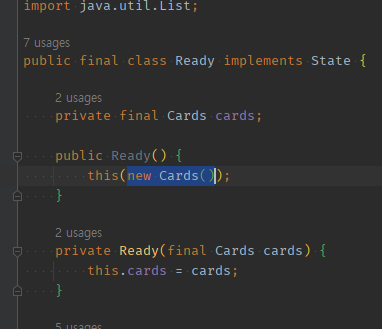 import java.util.List;
7 usages
public final class Ready implements State {
2 usages
private final Cards cards;
public Ready() {
this(new Cards());
}
2 usages
private Ready(final Cards cards) {
this.cards = cards;
}
5 usages